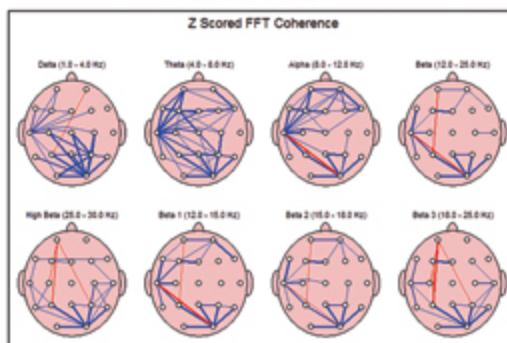 Z Scored FFT Coherence
Delta (1.0 - 4.0 Hz) Theta (4.0 - 8.0 Hz) Alpha (8.0 - 12.0 Hz) Beta (12.0 - 25.0 Hz)
High Beta (25.0 - 30.0 Hz) Beta 1 (12.0 - 15.0 Hz) Beta 2 (15.0 - 18.0 Hz) Beta 3 (18.0 - 25.0 Hz)